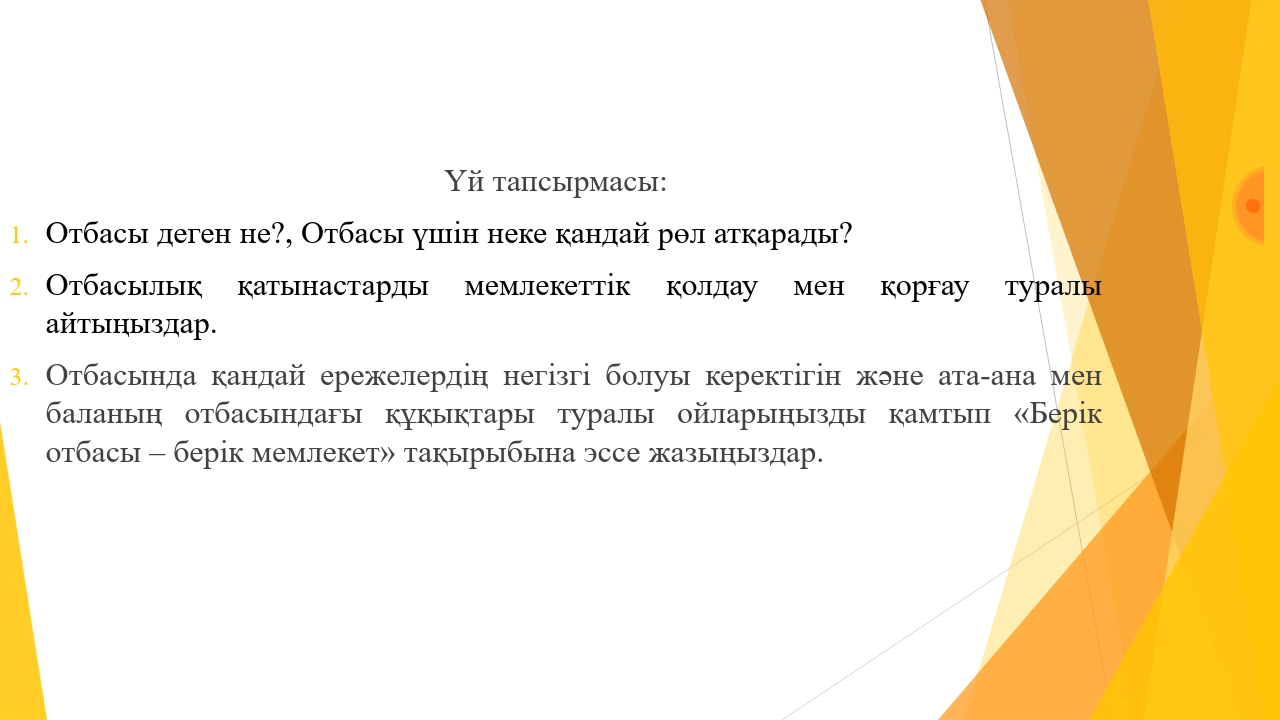 Үй тапсырмасы:
1. Отбасы деген не?, Отбасы үшін неке қандай рөл атқарады?
2. Отбасылық қатынастарды мемлекеттік қолдау мен қорғау туралы
айтыңыздар.
3. Отбасында қандай ережелердің негізгі болуы керектігін және ата-ана мен
баланың отбасындағы құқықтары туралы ойларыңызды қамтып «Берік
отбасы – берік мемлекет» тақырыбына эссе жазыңыздар.